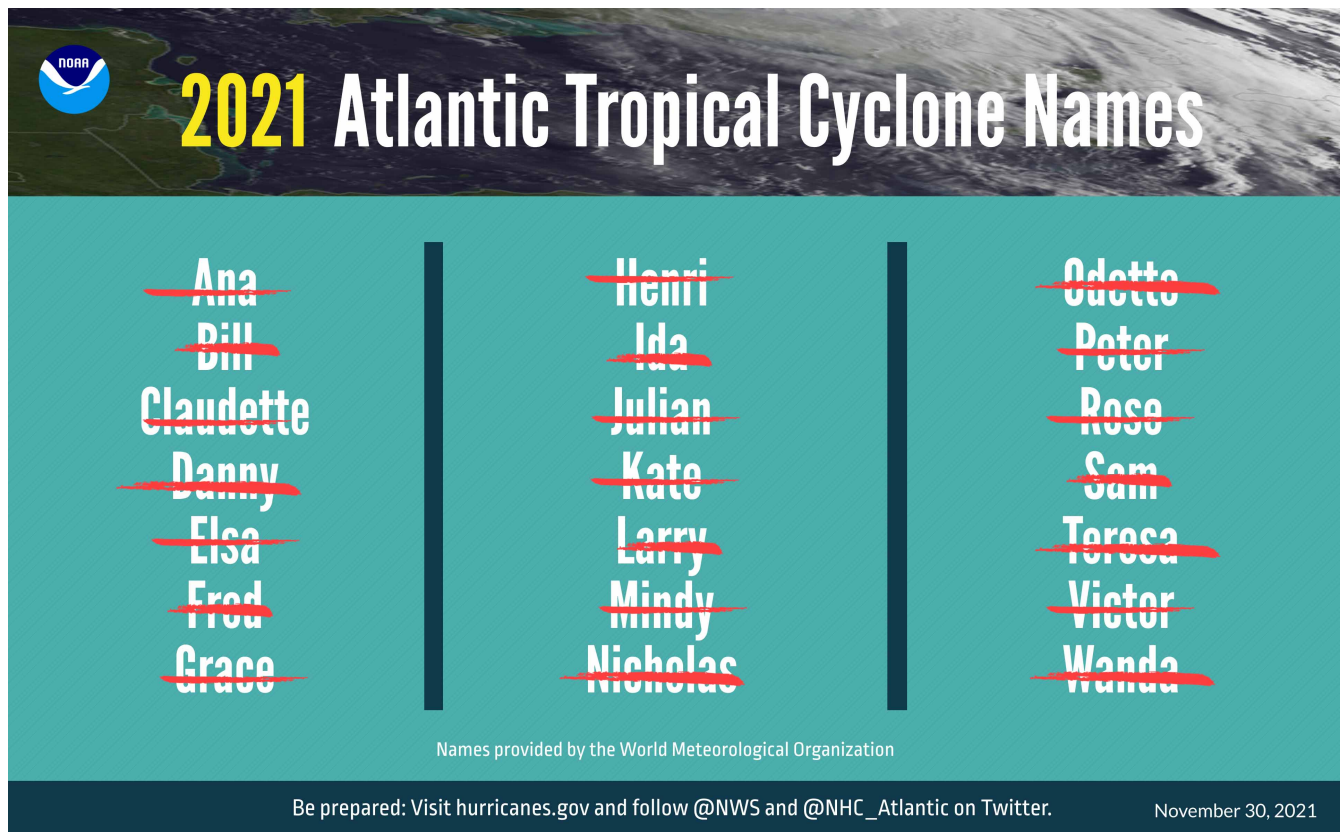 NOAA
2021 Atlantic Tropical Cyclone Names
Ana
Bill
Claudette
Danny
Elsa
Fred
Grace
Henri
Ida
Julian
Kate
Larry
Mindy
Nicholas
Odette
Peter
Rose
Sam
Teresa
Victor
Wanda
Names provided by the World Meteorological Organization
Be prepared: Visit hurricanes.gov and follow @NWS and @NHC_Atlantic on Twitter.
November 30, 2021